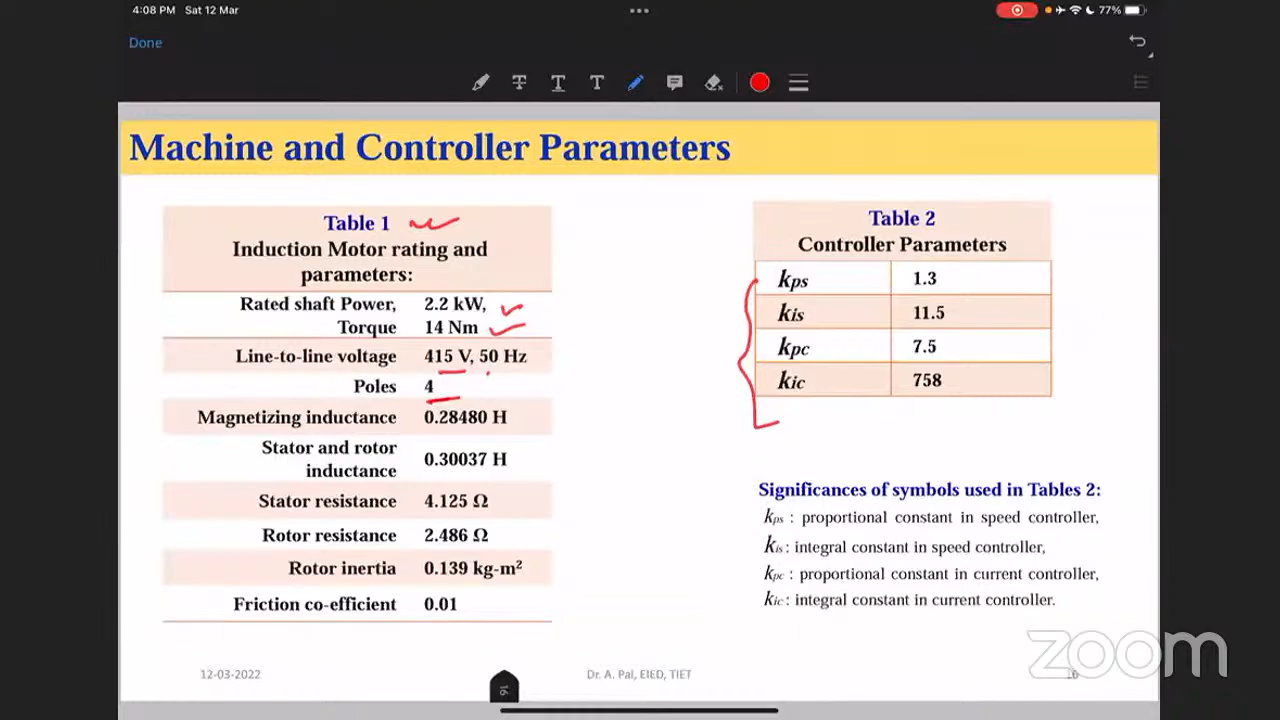 4:08 PM Sat 12 Mar
77%
Done
Machine and Controller Parameters
Table 1
Induction Motor rating and
parameters:
Rated shaft Power, 2.2 kW,
Torque 14 Nm
Line-to-line voltage 415 V, 50 Hz
Poles 4
Magnetizing inductance 0.28480 H
Stator and rotor
inductance 0.30037 H
Stator resistance 4.125 Ω
Rotor resistance 2.486 Ω
Rotor inertia 0.139 kg-m²
Friction co-efficient 0.01
Table 2
Controller Parameters
kps 1.3
kis 11.5
kpc 7.5
kic 758
Significances of symbols used in Tables 2:
kps : proportional constant in speed controller,
kis : integral constant in speed controller,
kpc : proportional constant in current controller,
kic : integral constant in current controller.
12-03-2022
16
Dr. A. Pal, EIED, TIET
16
zoom